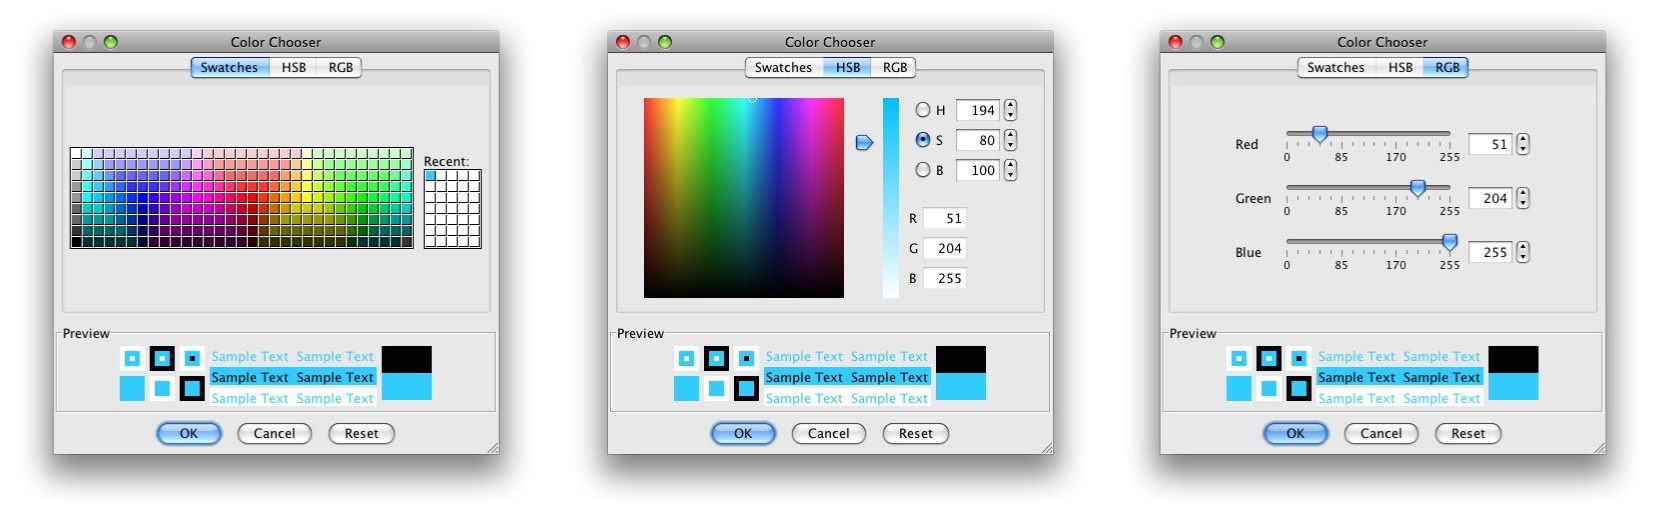 Color Chooser
Swatches HSB RGB
Recent:
Preview
Sample Text Sample Text
Sample Text Sample Text
Sample Text Sample Text
OK Cancel Reset
Color Chooser
Swatches HSB RGB
H 194
S 80
B 100
R 51
G 204
B 255
Preview
Sample Text Sample Text
Sample Text Sample Text
Sample Text Sample Text
OK Cancel Reset
Color Chooser
Swatches HSB RGB
Red 51
0 85 170 255
Green 204
0 85 170 255
Blue 255
0 85 170 255
Preview
Sample Text Sample Text
Sample Text Sample Text
Sample Text Sample Text
OK Cancel Reset